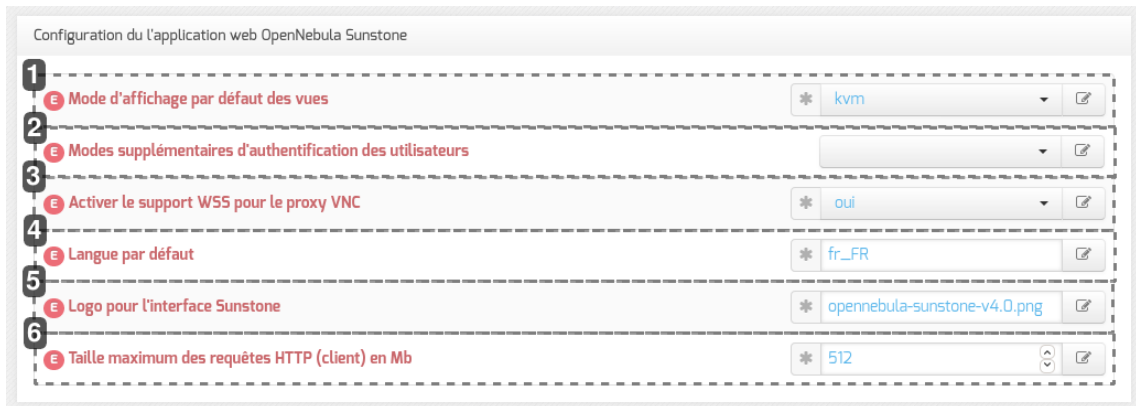 Configuration du l'application web OpenNebula Sunstone
1
E Mode d'affichage par défaut des vues * kvm
2
E Modes supplémentaires d'authentification des utilisateurs
3
E Activer le support WSS pour le proxy VNC * oui
4
E Langue par défaut * fr_FR
5
E Logo pour l'interface Sunstone * opennebula-sunstone-v4.0.png
6
E Taille maximum des requêtes HTTP (client) en Mb * 512